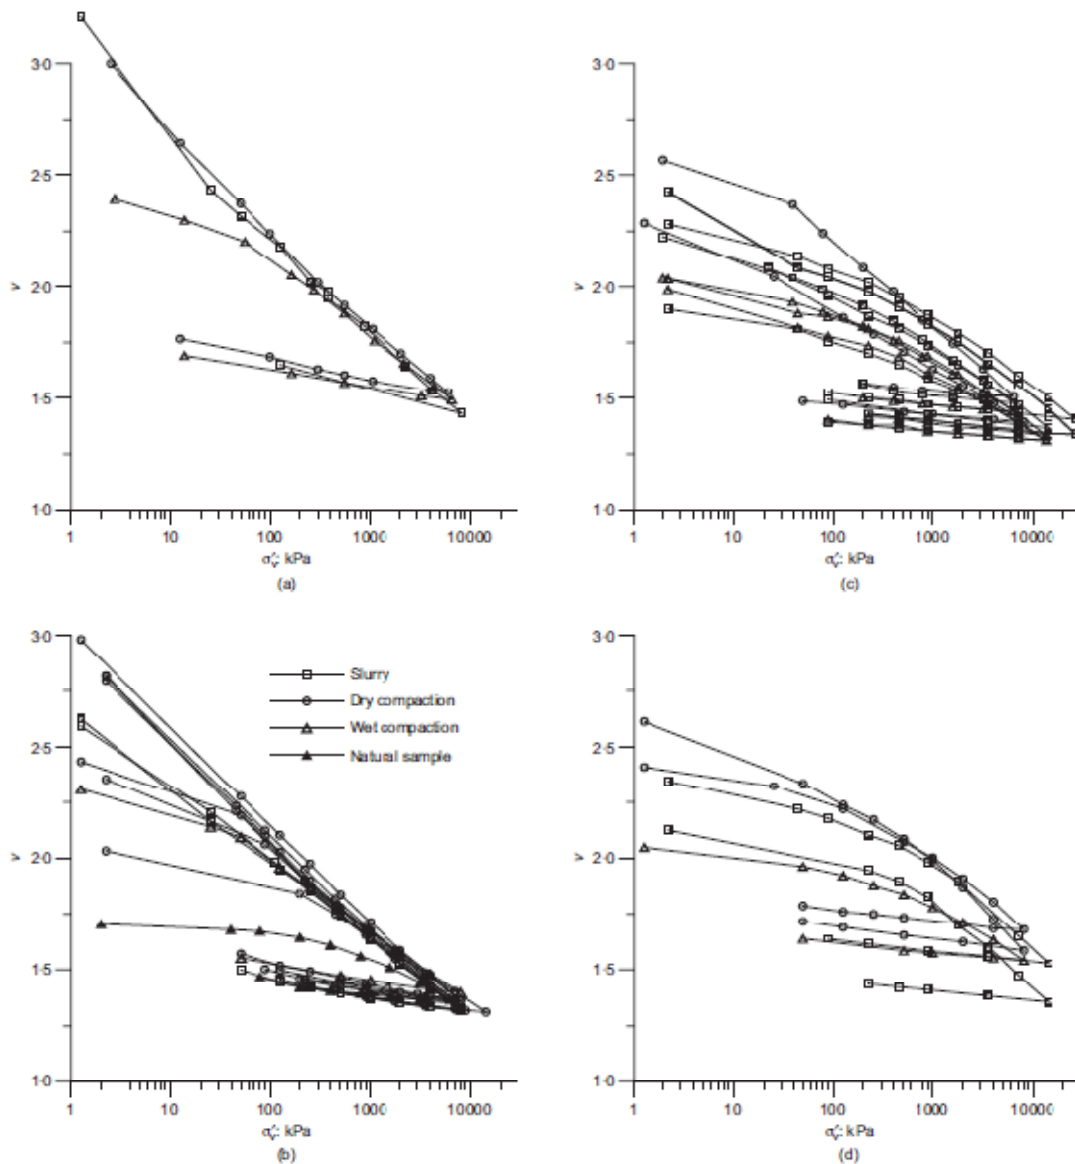 3·0
2·5
2·0
1·5
1·0
v
1 10 100 1000 10000
σ′v: kPa
(a)
3·0
2·5
2·0
1·5
1·0
v
1 10 100 1000 10000
σ′v: kPa
(c)
3·0
2·5
2·0
1·5
1·0
v
Slurry
Dry compaction
Wet compaction
Natural sample
1 10 100 1000 10000
σ′v: kPa
(b)
3·0
2·5
2·0
1·5
1·0
v
1 10 100 1000 10000
σ′v: kPa
(d)